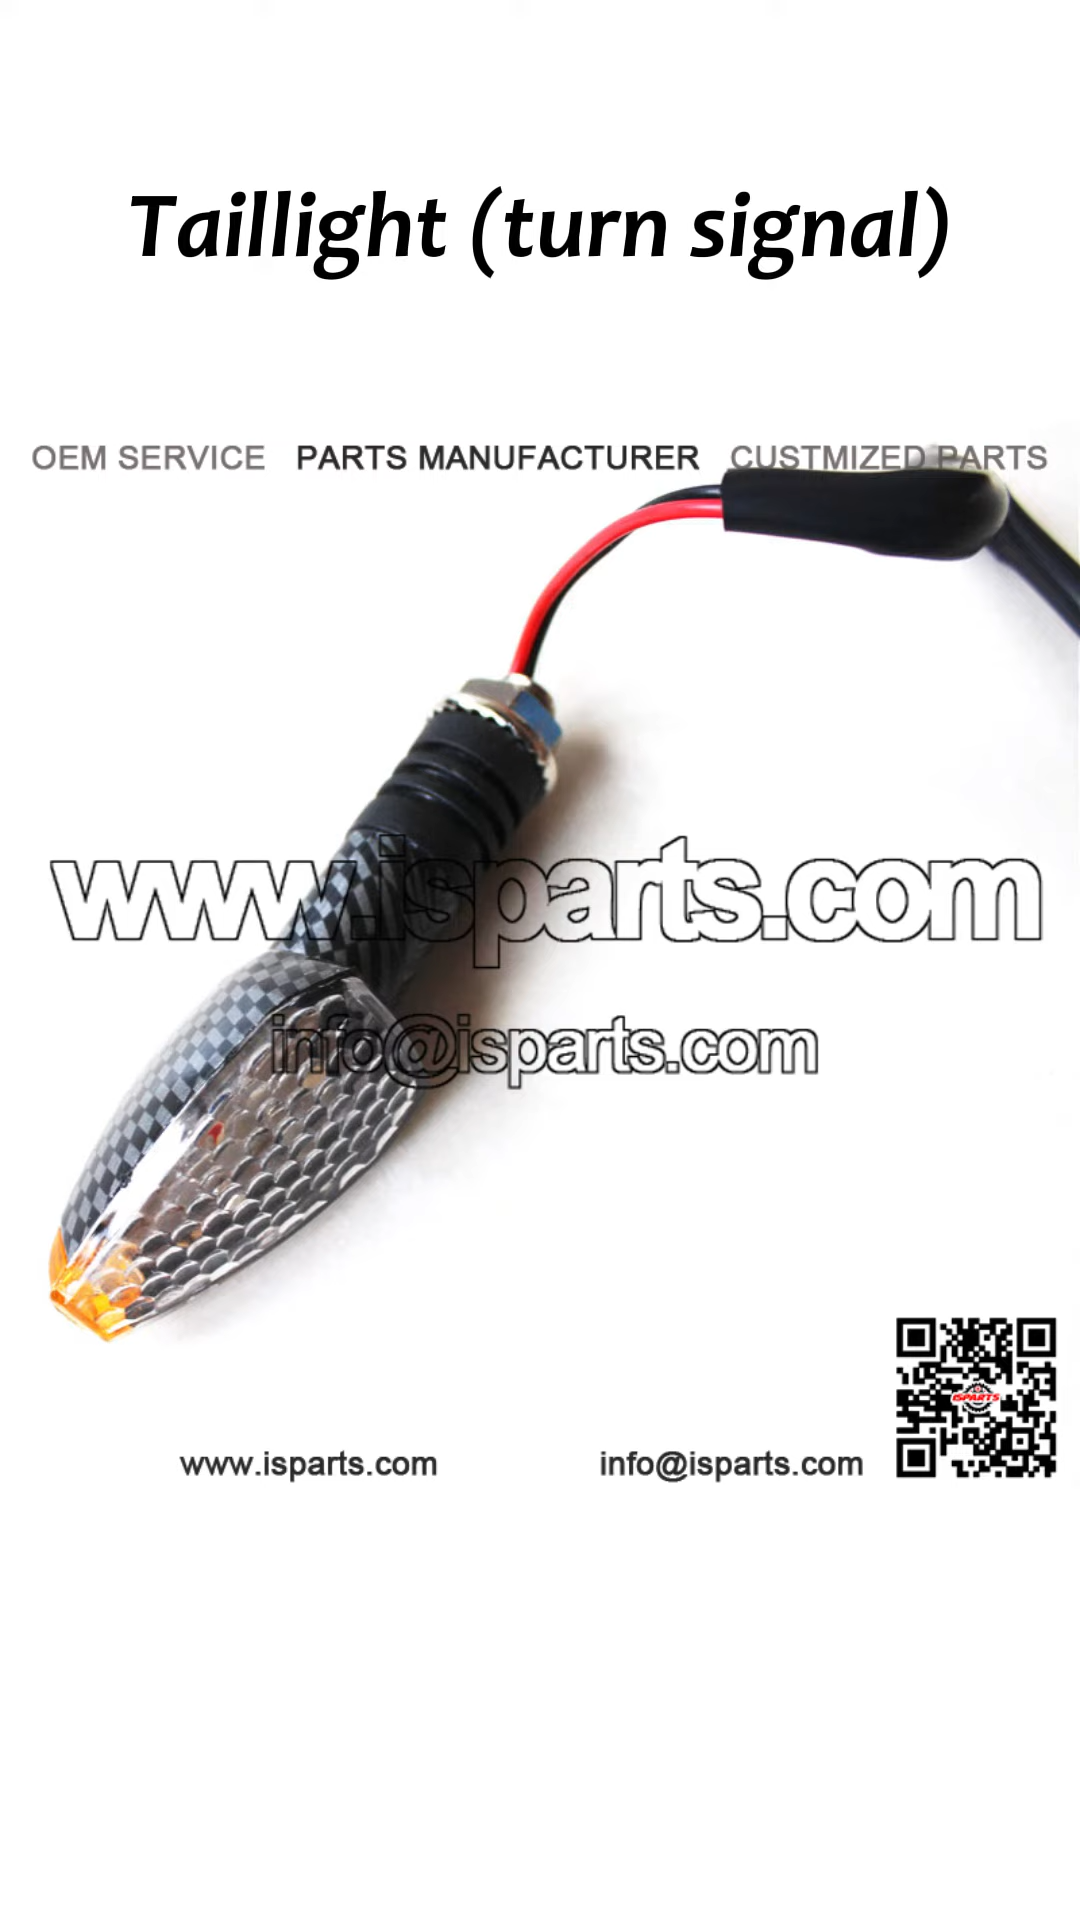 Taillight (turn signal)
OEM SERVICE PARTS MANUFACTURER CUSTMIZED PARTS
www.isparts.com
info@isparts.com
ISPARTS
www.isparts.com info@isparts.com